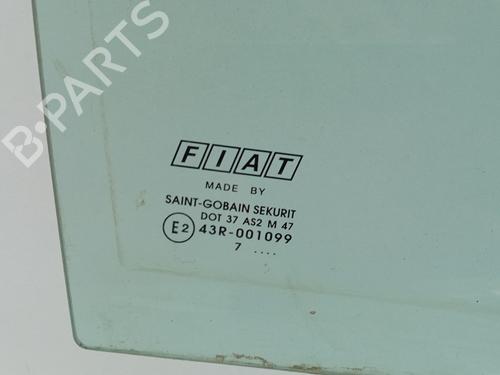 B-PARTS
FIAT
MADE BY
SAINT-GOBAIN SEKURIT
DOT 37 AS2 M 47
E2 43R-001099
7 ....